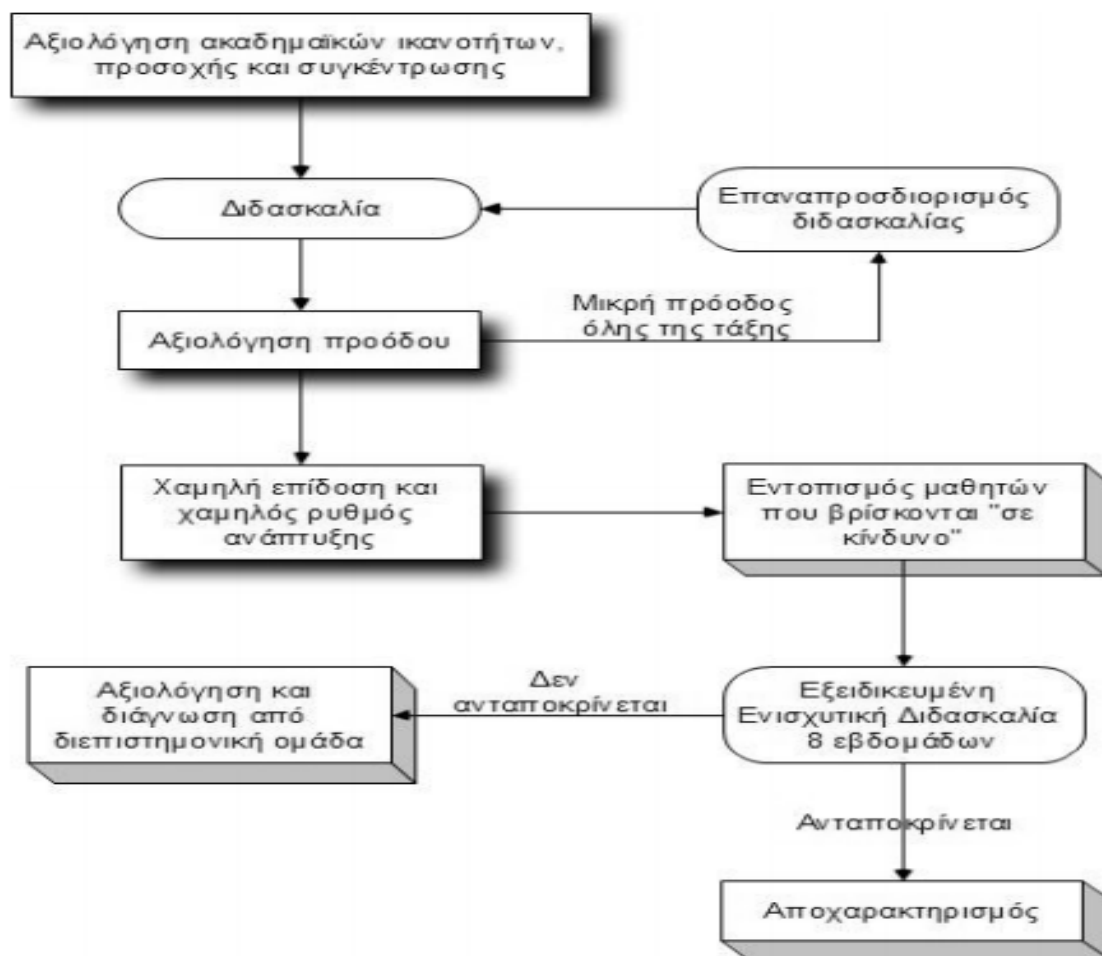 Αξιολόγηση ακαδημαϊκών ικανοτήτων,
προσοχής και συγκέντρωσης
Διδασκαλία
Επαναπροσδιορισμός
διδασκαλίας
Μικρή πρόοδος
όλης της τάξης
Αξιολόγηση προόδου
Χαμηλή επίδοση και
χαμηλός ρυθμός
ανάπτυξης
Εντοπισμός μαθητών
που βρίσκονται "σε
κίνδυνο"
Αξιολόγηση και
διάγνωση από
διεπιστημονική ομάδα
Δεν
ανταποκρίνεται
Εξειδικευμένη
Ενισχυτική Διδασκαλία
8 εβδομάδων
Ανταποκρίνεται
Αποχαρακτηρισμός